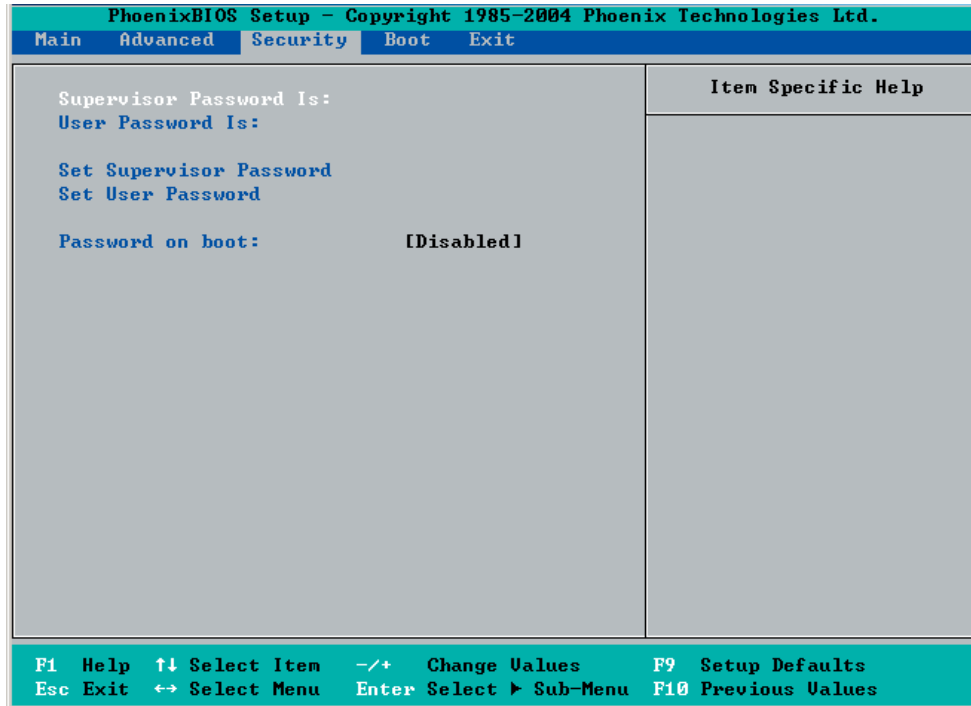 PhoenixBIOS Setup - Copyright 1985-2004 Phoenix Technologies Ltd.
Main Advanced Security Boot Exit
Item Specific Help
Supervisor Password Is:
User Password Is:
Set Supervisor Password
Set User Password
Password on boot: [Disabled]
F1 Help ↑↓ Select Item -/+ Change Values F9 Setup Defaults
Esc Exit ↔ Select Menu Enter Select ▶ Sub-Menu F10 Previous Values